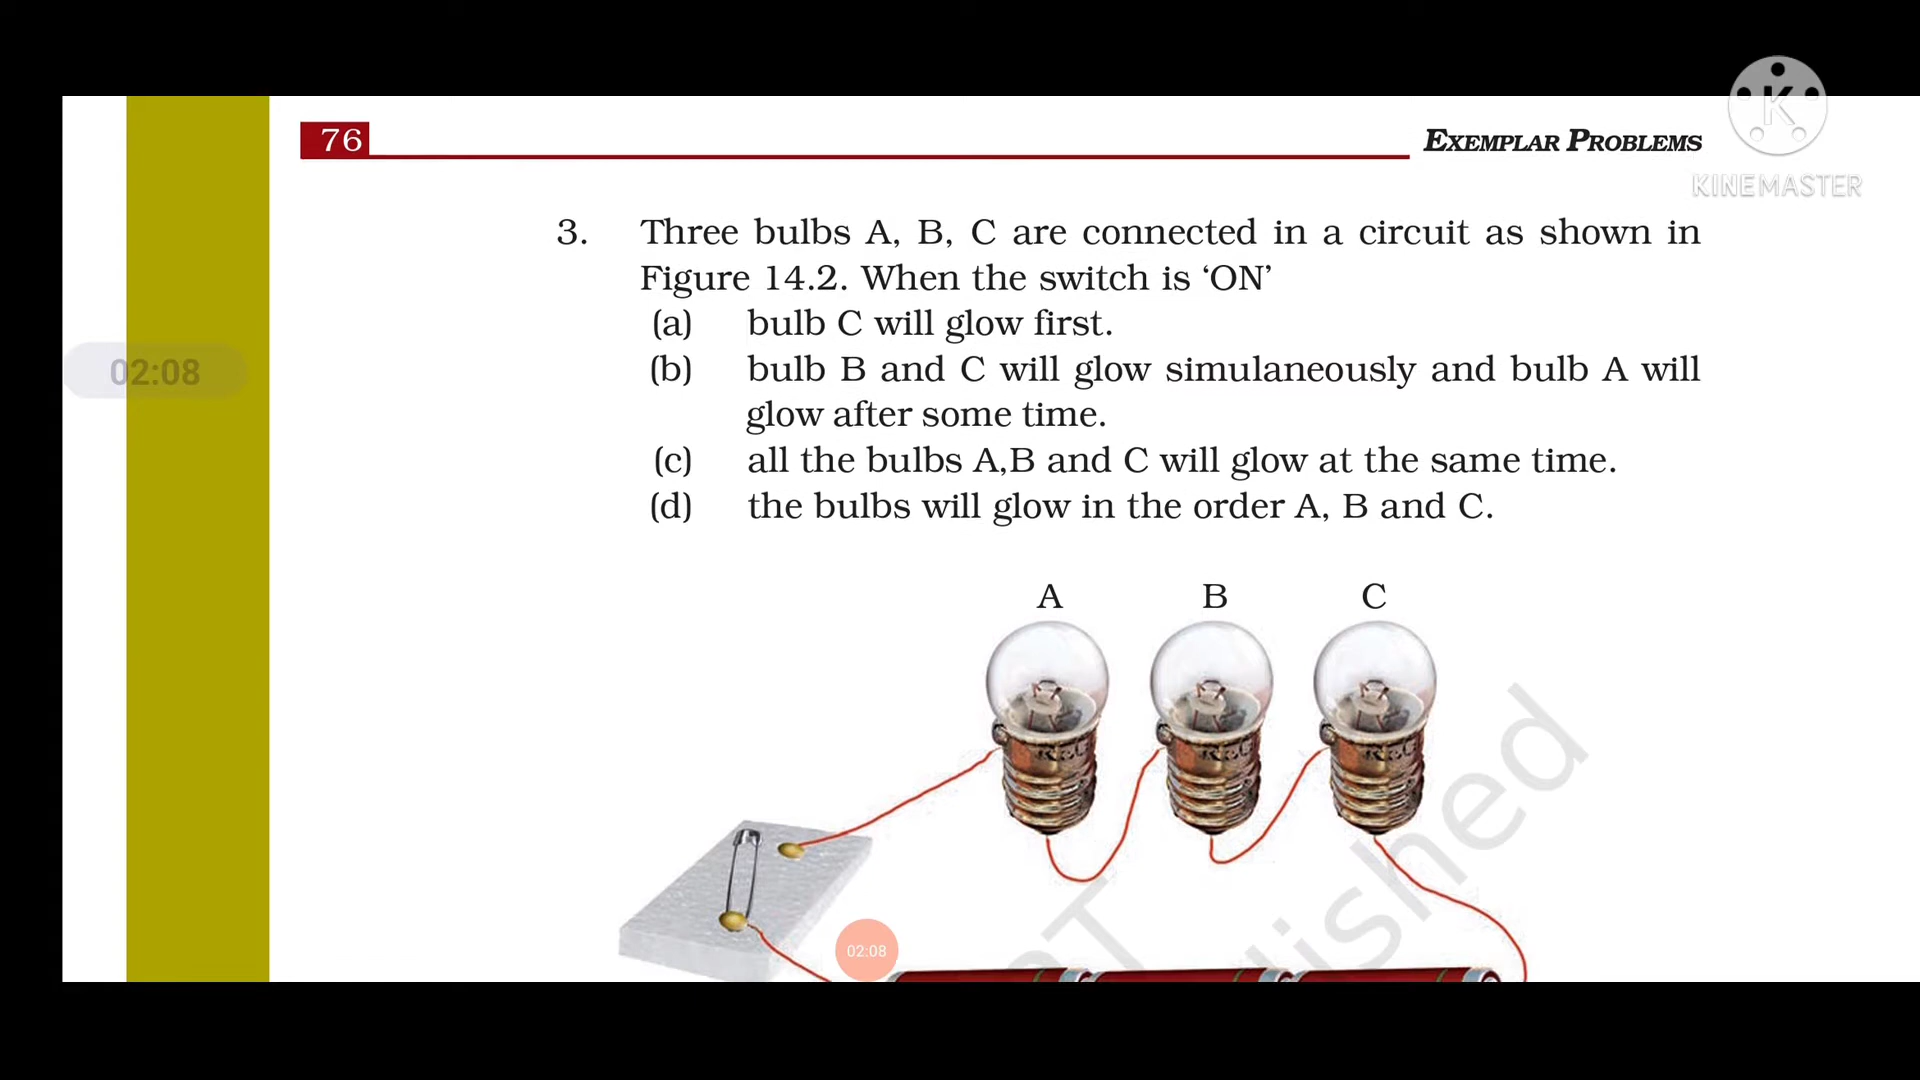 76
EXEMPLAR PROBLEMS
K
KINEMASTER
3. Three bulbs A, B, C are connected in a circuit as shown in
Figure 14.2. When the switch is ‘ON’
(a) bulb C will glow first.
(b) bulb B and C will glow simulaneously and bulb A will
glow after some time.
02:08
(c) all the bulbs A,B and C will glow at the same time.
(d) the bulbs will glow in the order A, B and C.
A B C
02:08